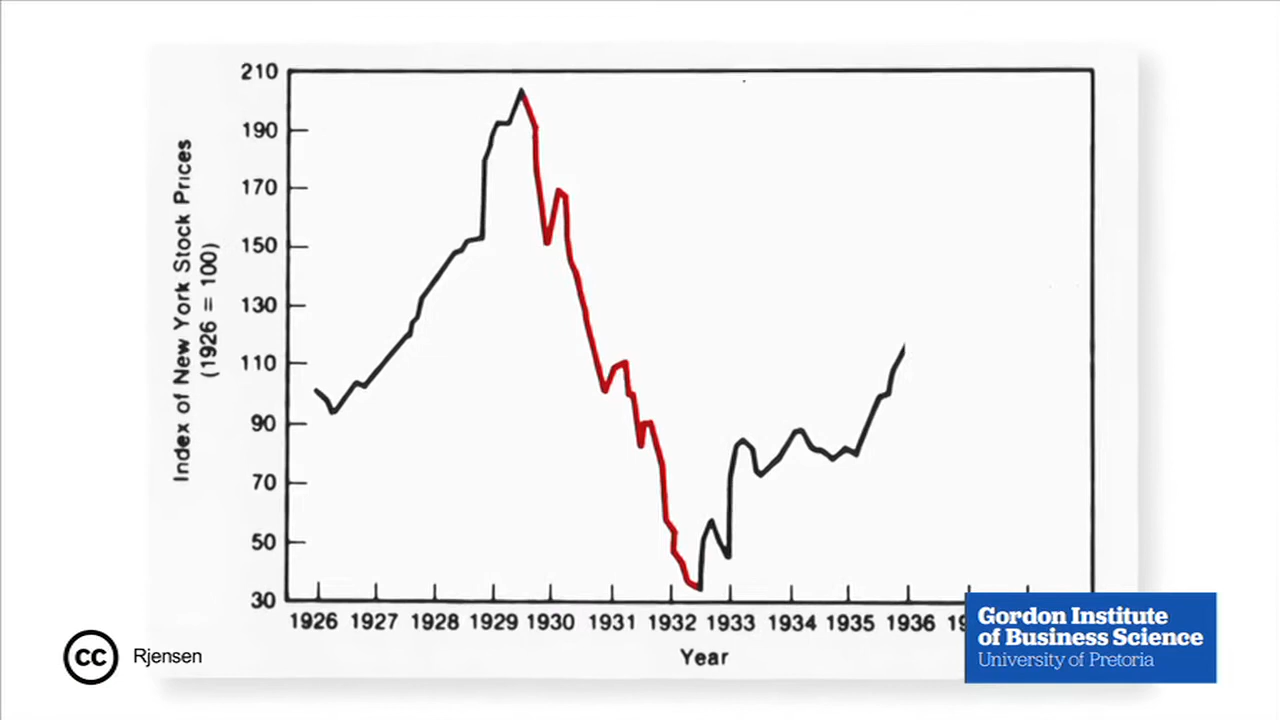 210
190
170
150
130
110
90
70
50
30
Index of New York Stock Prices
(1926 = 100)
1926 1927 1928 1929 1930 1931 1932 1933 1934 1935 1936
Year
Rjensen
cc
Gordon Institute
of Business Science
University of Pretoria